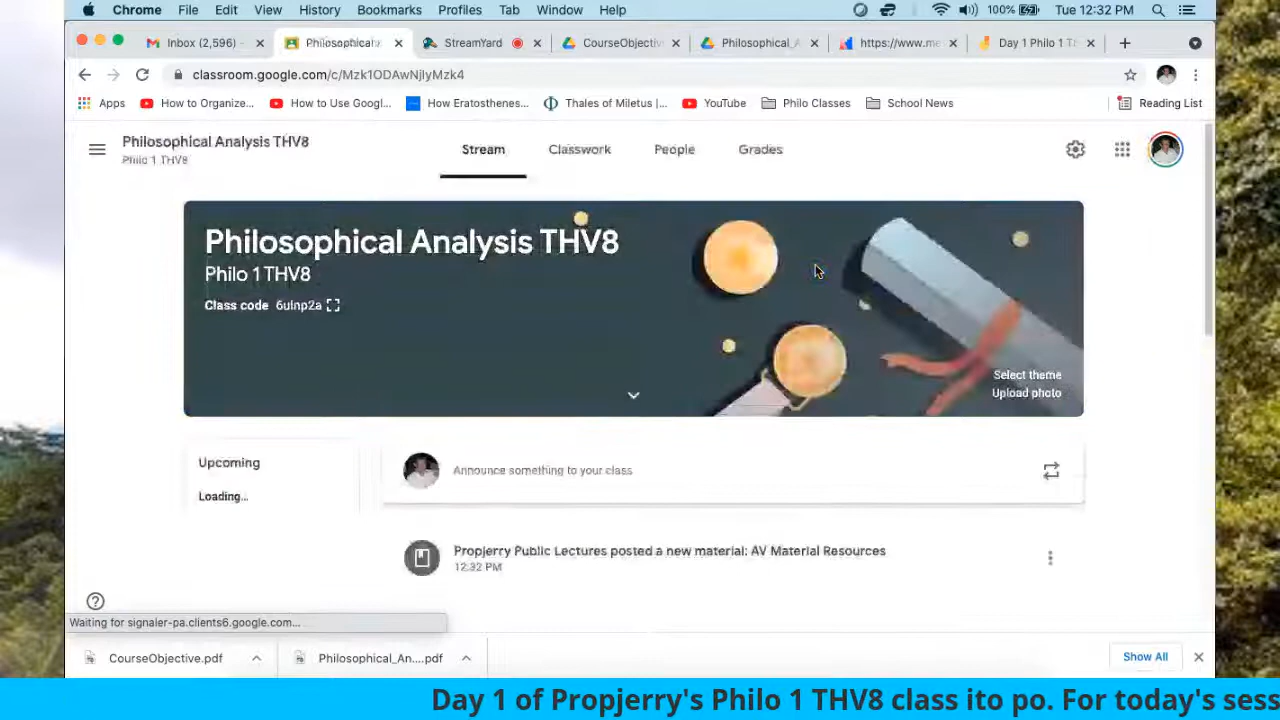 Chrome File Edit View History Bookmarks Profiles Tab Window Help 100% Tue 12:32 PM
Inbox (2,596) - Philosophical StreamYard CourseObjectiv Philosophical_A https://www.me Day 1 Philo 1 TH
classroom.google.com/c/Mzk1ODAwNjIyMzk4
Apps How to Organize... How to Use Googl... How Eratosthenes... Thales of Miletus |... YouTube Philo Classes School News Reading List
Philosophical Analysis THV8
Philo 1 THV8
Stream Classwork People Grades
Philosophical Analysis THV8
Philo 1 THV8
Class code 6ulnp2a
Select theme
Upload photo
Upcoming
Loading...
Announce something to your class
Propjerry Public Lectures posted a new material: AV Material Resources
12:32 PM
Waiting for signaler-pa.clients6.google.com...
CourseObjective.pdf Philosophical_An....pdf Show All
Day 1 of Propjerry's Philo 1 THV8 class ito po. For today's sess